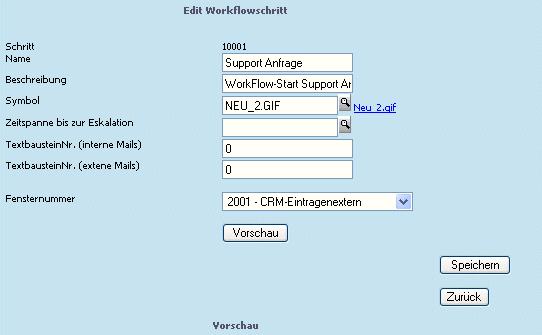 Edit Workflowschritt
Schritt 10001
Name Support Anfrage
Beschreibung WorkFlow-Start Support Ar
Symbol NEU_2.GIF Neu_2.gif
Zeitspanne bis zur Eskalation
TextbausteinNr. (interne Mails) 0
TextbausteinNr. (extene Mails) 0
Fensternummer 2001 - CRM-Eintragenextern
Vorschau
Speichern
Zurück
Vorschau